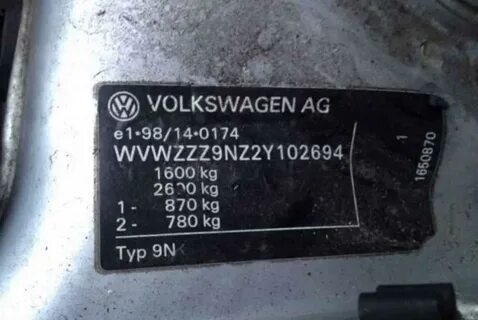 VOLKSWAGEN AG
e1*98/14*0174
WVWZZZ9NZ2Y102694
1600 kg
2600 kg
1- 870 kg
2- 780 kg
Typ 9N
1
1650870